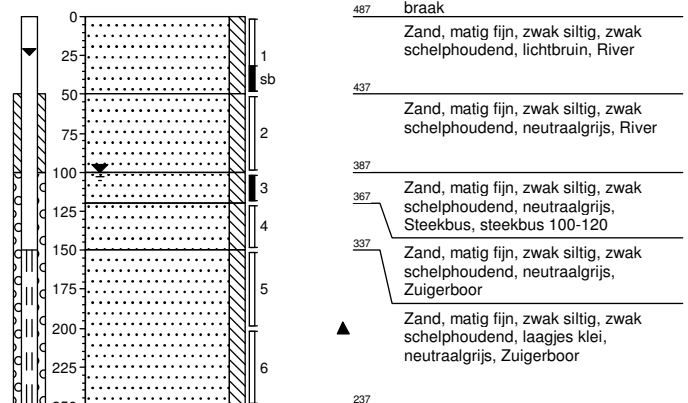 0
25
50
75
100
125
150
175
200
225
1
sb
2
3
4
5
6
487 braak
Zand, matig fijn, zwak siltig, zwak
schelphoudend, lichtbruin, River
437
Zand, matig fijn, zwak siltig, zwak
schelphoudend, neutraalgrijs, River
387
Zand, matig fijn, zwak siltig, zwak
367
schelphoudend, neutraalgrijs,
Steekbus, steekbus 100-120
337
Zand, matig fijn, zwak siltig, zwak
schelphoudend, neutraalgrijs,
Zuigerboor
Zand, matig fijn, zwak siltig, zwak
schelphoudend, laagjes klei,
neutraalgrijs, Zuigerboor
237